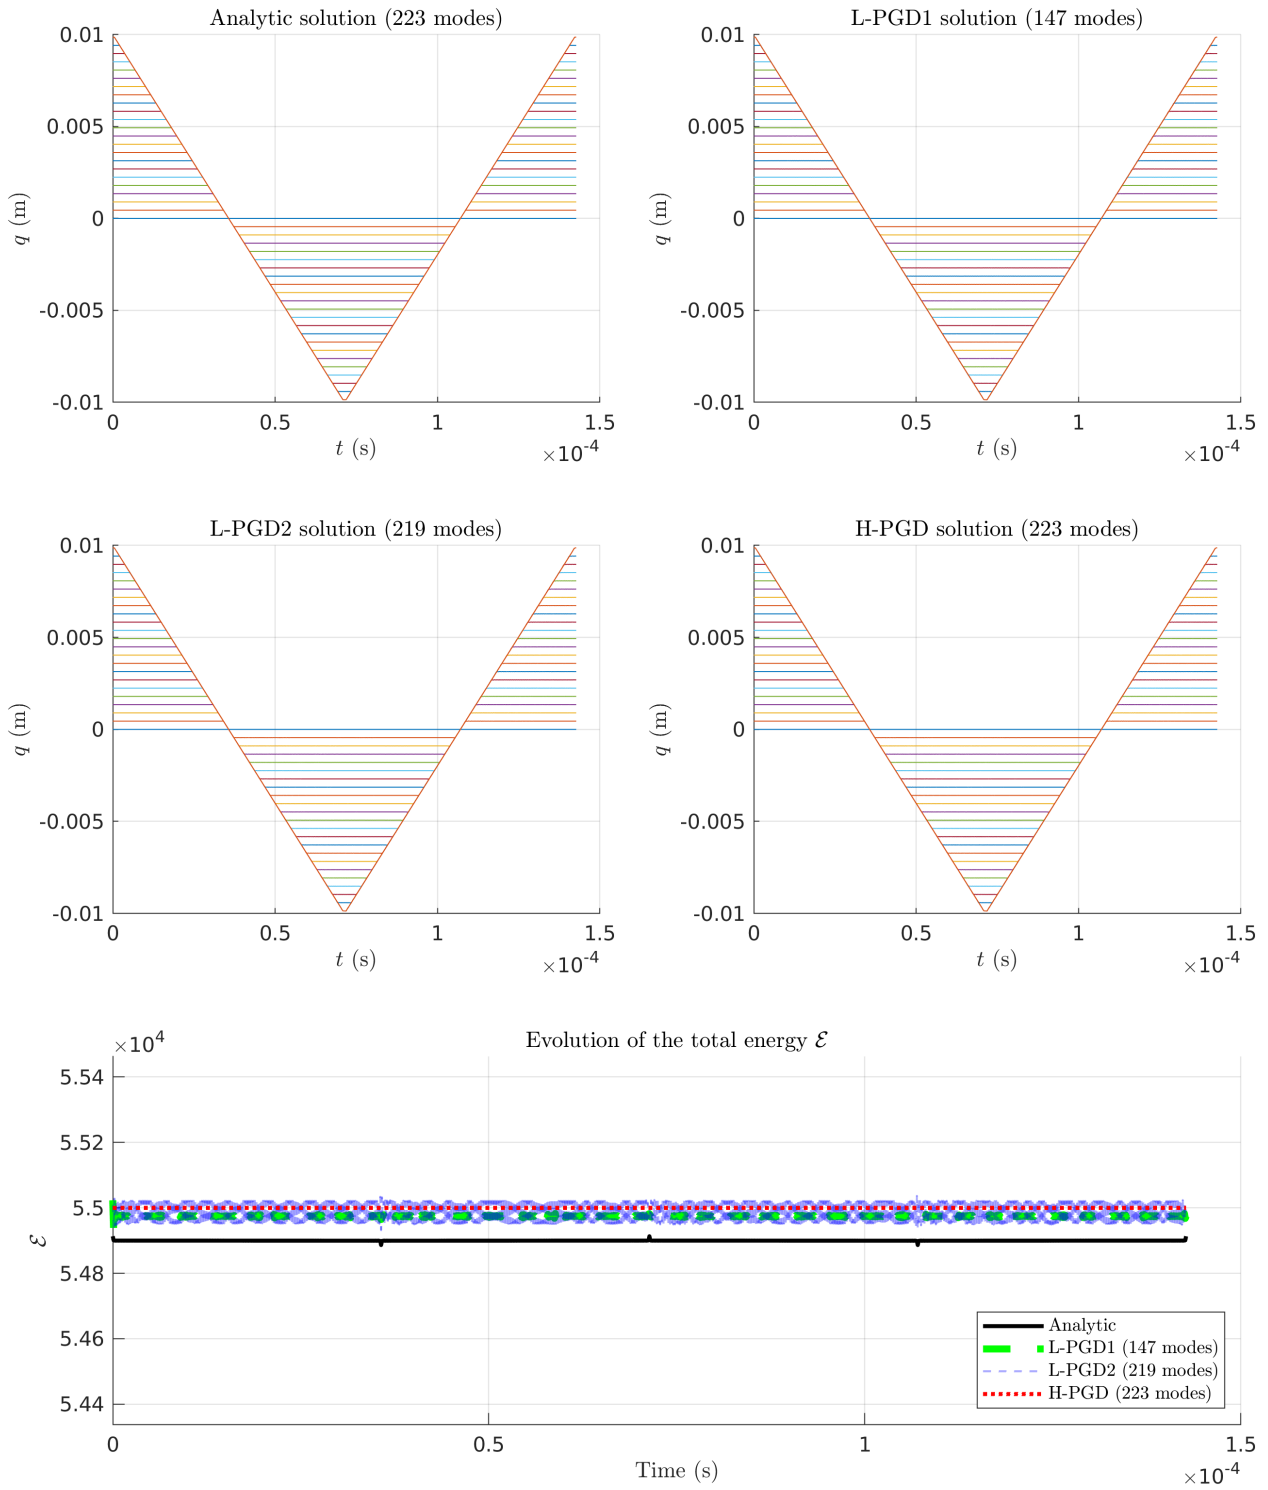 Analytic solution (223 modes)
0.01
0.005
0
-0.005
-0.01
q (m)
0 0.5 1 1.5
t (s)
×10-4
L-PGD1 solution (147 modes)
0.01
0.005
0
-0.005
-0.01
q (m)
0 0.5 1 1.5
t (s)
×10-4
L-PGD2 solution (219 modes)
0.01
0.005
0
-0.005
-0.01
q (m)
0 0.5 1 1.5
t (s)
×10-4
H-PGD solution (223 modes)
0.01
0.005
0
-0.005
-0.01
q (m)
0 0.5 1 1.5
t (s)
×10-4
Evolution of the total energy ℰ
×104
5.54
5.52
5.5
5.48
5.46
5.44
ℰ
Analytic
L-PGD1 (147 modes)
L-PGD2 (219 modes)
H-PGD (223 modes)
0 0.5 1 1.5
Time (s)
×10-4